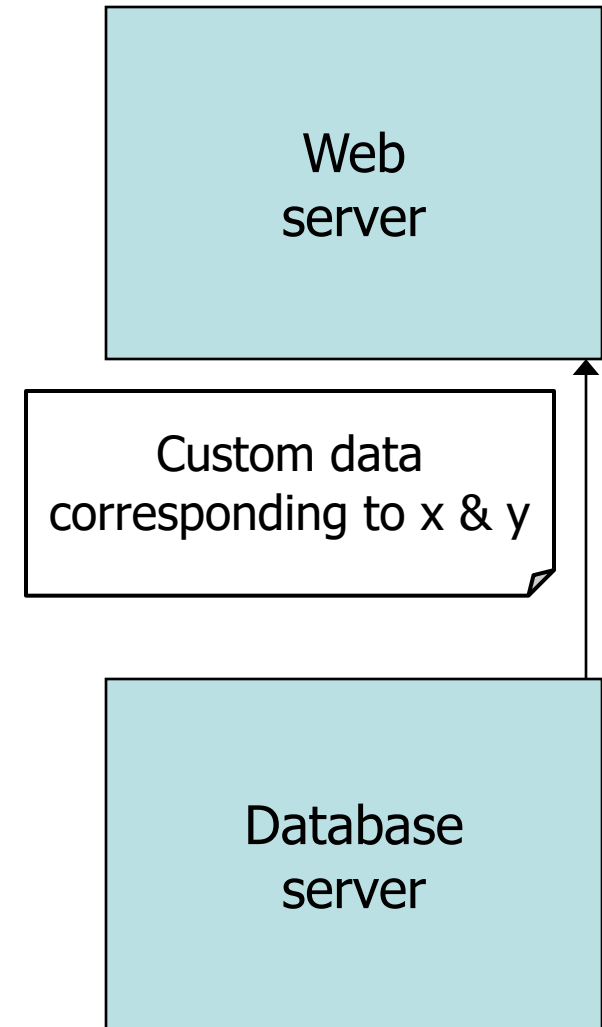 Web
server
Custom data
corresponding to x & y
Database
server